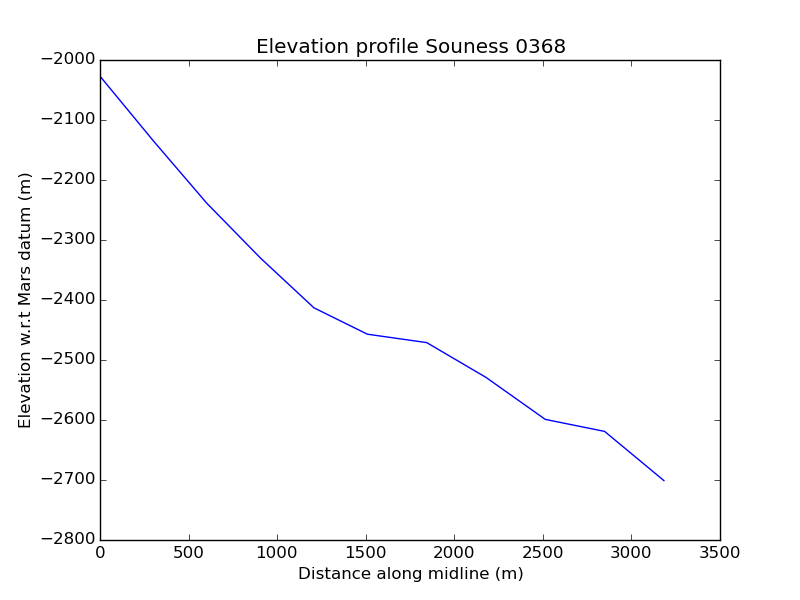 Elevation profile Souness 0368
−2000
−2100
−2200
−2300
−2400
−2500
−2600
−2700
−2800
Elevation w.r.t Mars datum (m)
0 500 1000 1500 2000 2500 3000 3500
Distance along midline (m)